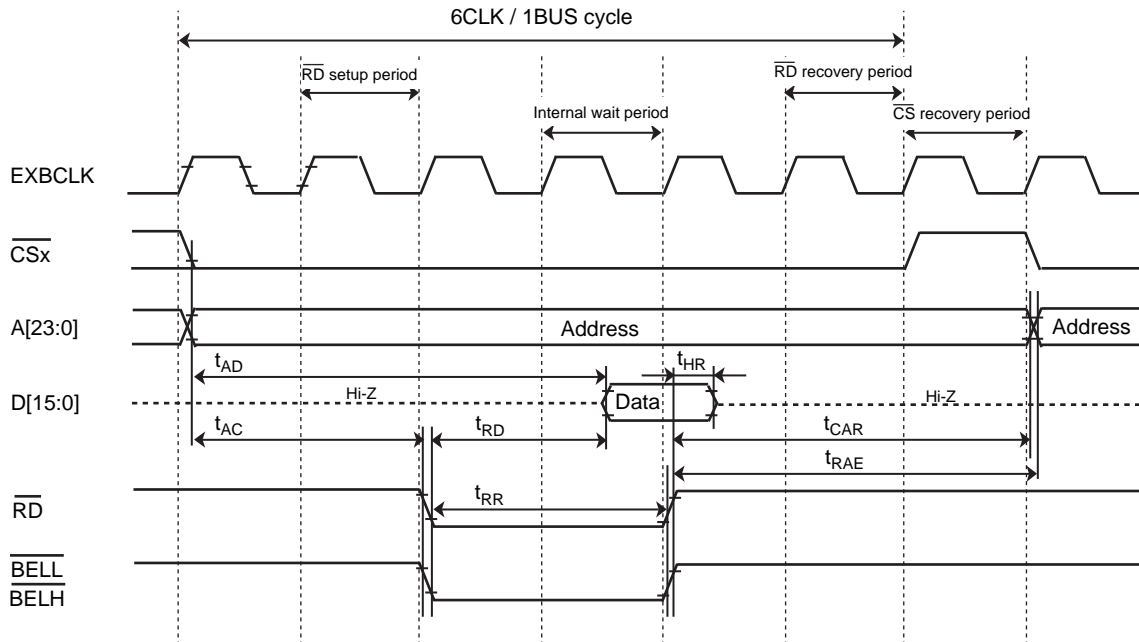 6CLK / 1BUS cycle
RD setup period
RD recovery period
Internal wait period
CS recovery period
EXBCLK
CSx
A[23:0]
Address
Address
tAD
tHR
D[15:0]
Hi-Z
Data
Hi-Z
tAC
tRD
tCAR
tRAE
RD
tRR
BELL
BELH